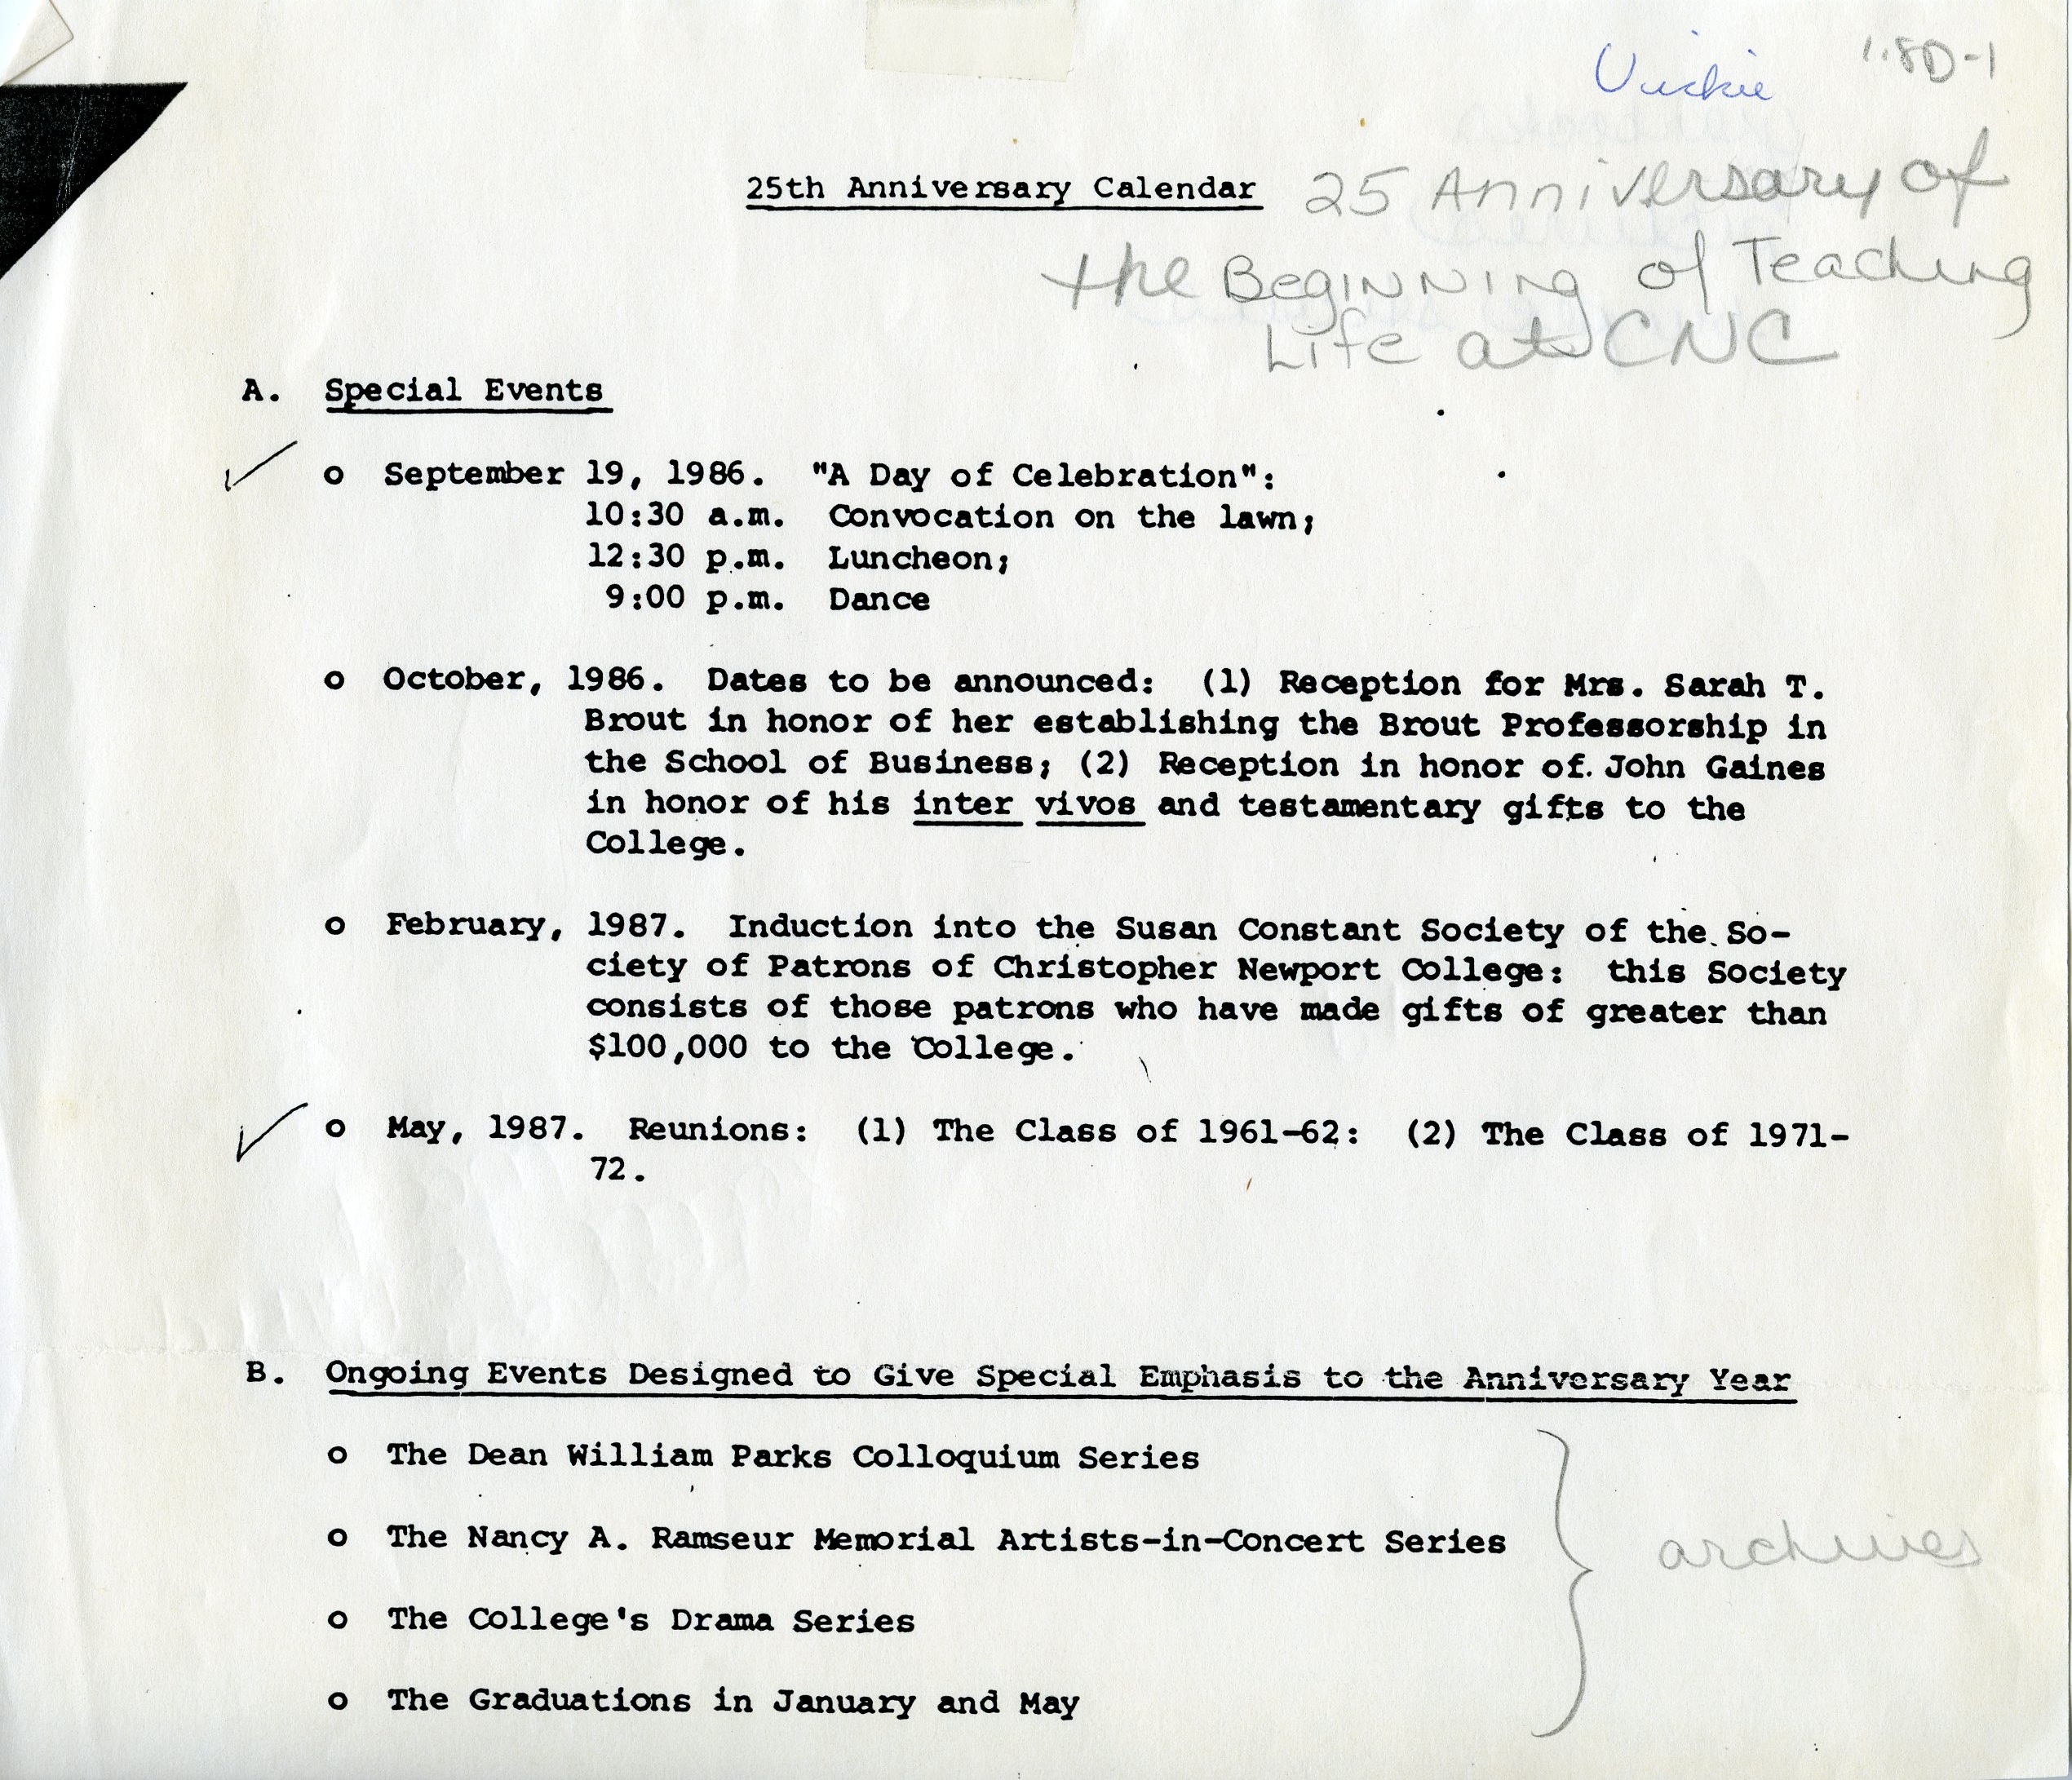 Vickie
25th Anniversary Calendar 25 Anniversary of
the Beginning of Teaching
Life at CNC
A. Special Events
o September 19, 1986. "A Day of Celebration":
10:30 a.m. Convocation on the lawn;
12:30 p.m. Luncheon;
9:00 p.m. Dance
o October, 1986. Dates to be announced: (1) Reception for Mrs. Sarah T.
Brout in honor of her establishing the Brout Professorship in
the School of Business; (2) Reception in honor of John Gaines
in honor of his inter vivos and testamentary gifts to the
College.
o February, 1987. Induction into the Susan Constant Society of the So-
ciety of Patrons of Christopher Newport College: this Society
consists of those patrons who have made gifts of greater than
$100,000 to the College.
o May, 1987. Reunions: (1) The Class of 1961-62: (2) The Class of 1971-
72.
B. Ongoing Events Designed to Give Special Emphasis to the Anniversary Year
o The Dean William Parks Colloquium Series
o The Nancy A. Ramseur Memorial Artists-in-Concert Series
archives
o The College's Drama Series
o The Graduations in January and May